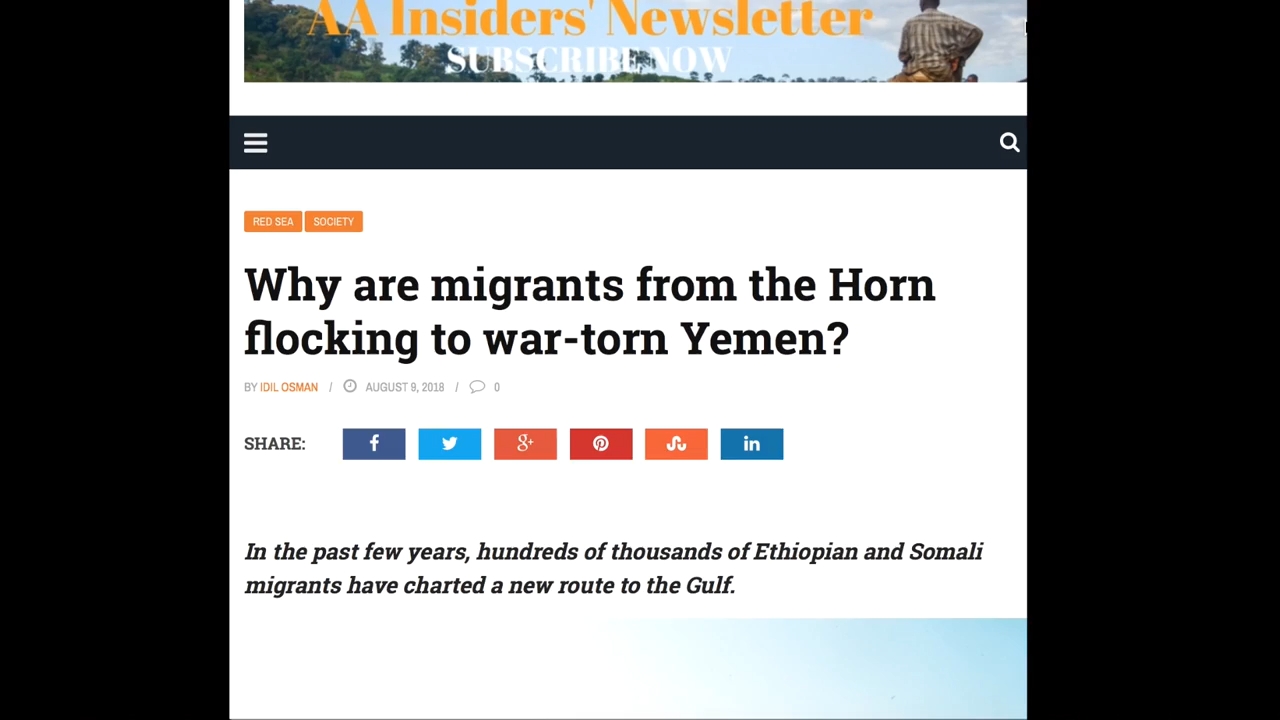 AA Insiders' Newsletter
SUBSCRIBE NOW
RED SEA SOCIETY
Why are migrants from the Horn
flocking to war-torn Yemen?
BY IDIL OSMAN / AUGUST 9, 2018 / 0
SHARE: f g+ in
In the past few years, hundreds of thousands of Ethiopian and Somali
migrants have charted a new route to the Gulf.